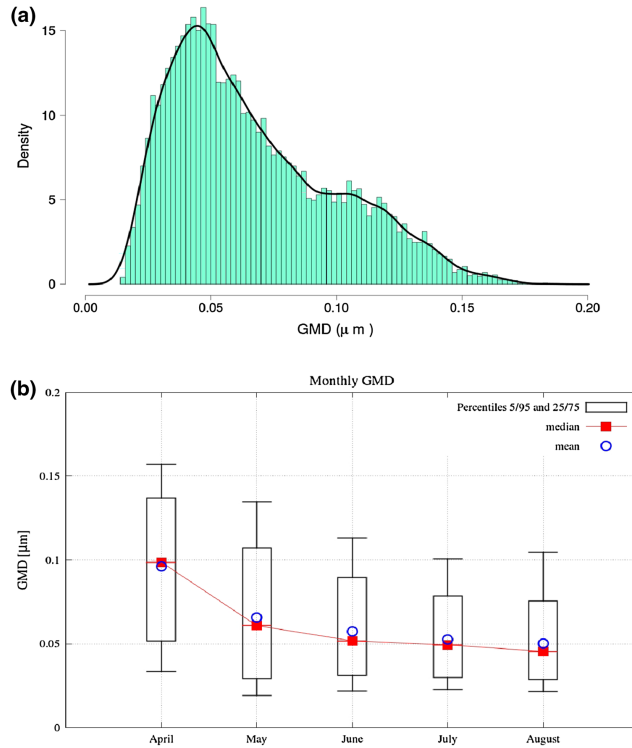 (a)
15
10
5
0
Density
0.00 0.05 0.10 0.15 0.20
GMD (μ m )
(b)
Monthly GMD
0.2
0.15
0.1
0.05
0
GMD [μm]
Percentiles 5/95 and 25/75
median
mean
April May June July August